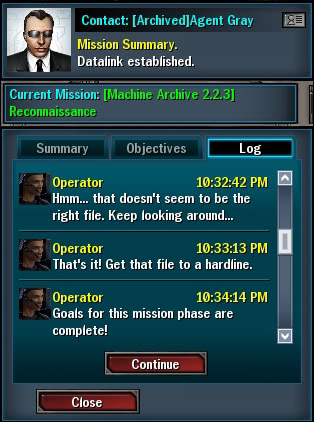 Contact: [Archived]Agent Gray
Mission Summary.
Datalink established.
Current Mission: [Machine Archive 2.2.3]
Reconnaissance
Summary
Objectives
Log
Operator 10:32:42 PM
Hmm... that doesn't seem to be the
right file. Keep looking around...
Operator 10:33:13 PM
That's it! Get that file to a hardline.
Operator 10:34:14 PM
Goals for this mission phase are
complete!
Continue
Close